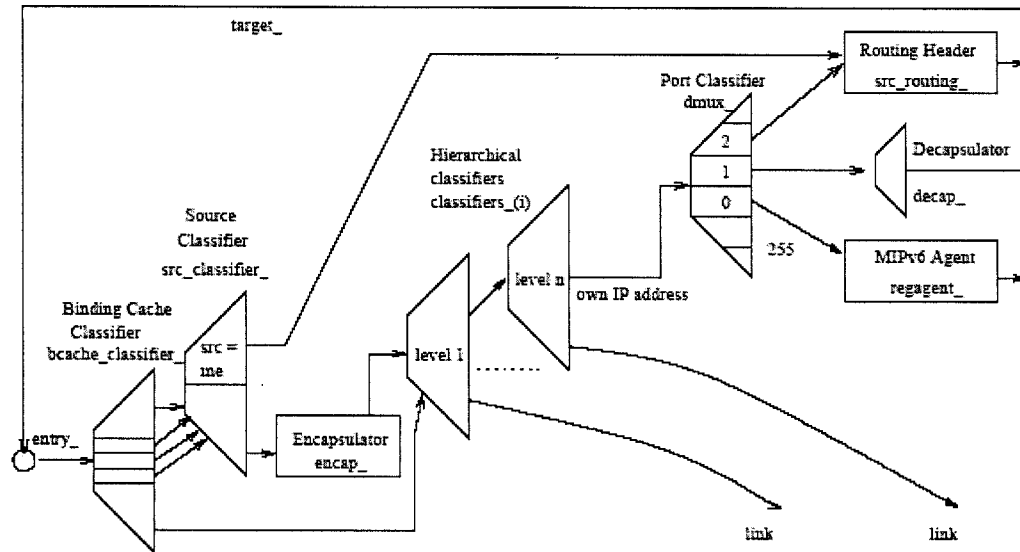 target_
Routing Header
src_routing_
Port Classifier
dmux_
2
1
0
255
Decapsulator
decap_
MIPv6 Agent
regagent_
Hierarchical
classifiers
classifiers_(i)
level n
own IP address
Source
Classifier
src_classifier_
src =
me
level 1
.......
Binding Cache
Classifier
bcache_classifier_
entry_
Encapsulator
encap_
link
link